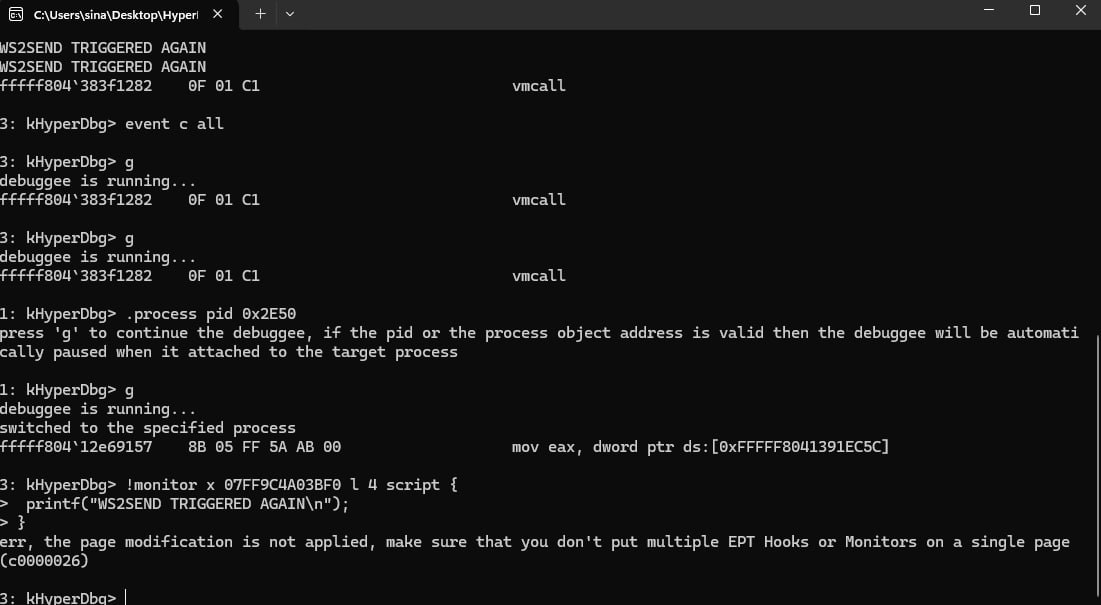 C:\Users\sina\Desktop\Hyperl
WS2SEND TRIGGERED AGAIN
WS2SEND TRIGGERED AGAIN
fffff804`383f1282    0F 01 C1                            vmcall
3: kHyperDbg> event c all
3: kHyperDbg> g
debuggee is running...
fffff804`383f1282    0F 01 C1                            vmcall
3: kHyperDbg> g
debuggee is running...
fffff804`383f1282    0F 01 C1                            vmcall
1: kHyperDbg> .process pid 0x2E50
press 'g' to continue the debuggee, if the pid or the process object address is valid then the debuggee will be automati
cally paused when it attached to the target process
1: kHyperDbg> g
debuggee is running...
switched to the specified process
fffff804`12e69157    8B 05 FF 5A AB 00                            mov eax, dword ptr ds:[0xFFFFF8041391EC5C]
3: kHyperDbg> !monitor x 07FF9C4A03BF0 l 4 script {
>  printf("WS2SEND TRIGGERED AGAIN\n");
> }
err, the page modification is not applied, make sure that you don't put multiple EPT Hooks or Monitors on a single page
(c0000026)
3: kHyperDbg>